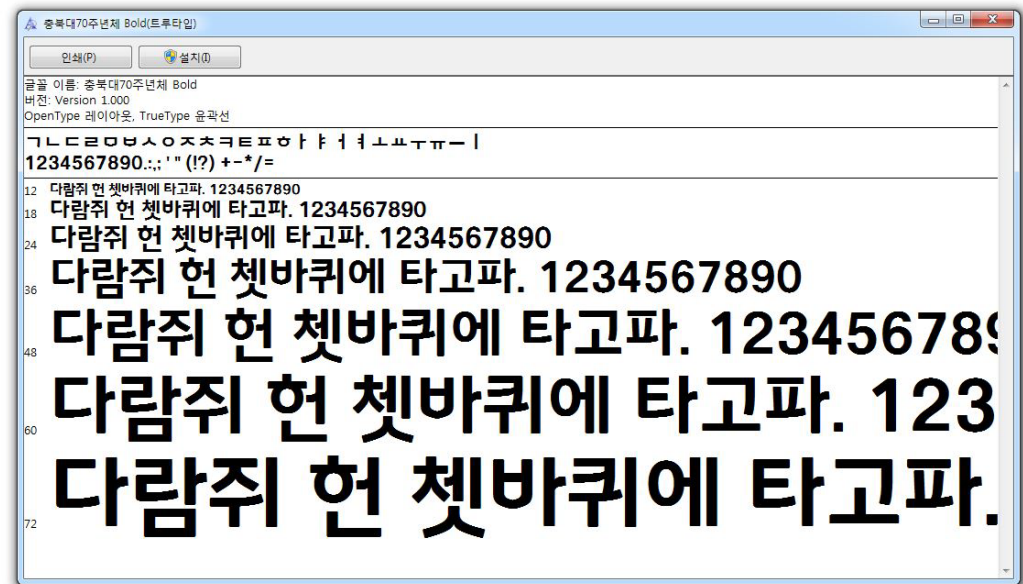 충북대70주년체 Bold(트루타입)
인쇄(P) 설치(I)
글꼴 이름: 충북대70주년체 Bold
버전: Version 1.000
OpenType 레이아웃, TrueType 윤곽선
ㄱㄴㄷㄹㅁㅂㅅㅇㅈㅊㅋㅌㅍㅎㅏㅑㅓㅕㅗㅛㅜㅠㅡㅣ
1234567890.:,; ' " (!?) +-*/=
12 다람쥐 헌 쳇바퀴에 타고파. 1234567890
18 다람쥐 헌 쳇바퀴에 타고파. 1234567890
24 다람쥐 헌 쳇바퀴에 타고파. 1234567890
36 다람쥐 헌 쳇바퀴에 타고파. 1234567890
48 다람쥐 헌 쳇바퀴에 타고파. 123456789
60 다람쥐 헌 쳇바퀴에 타고파. 123
72 다람쥐 헌 쳇바퀴에 타고파.